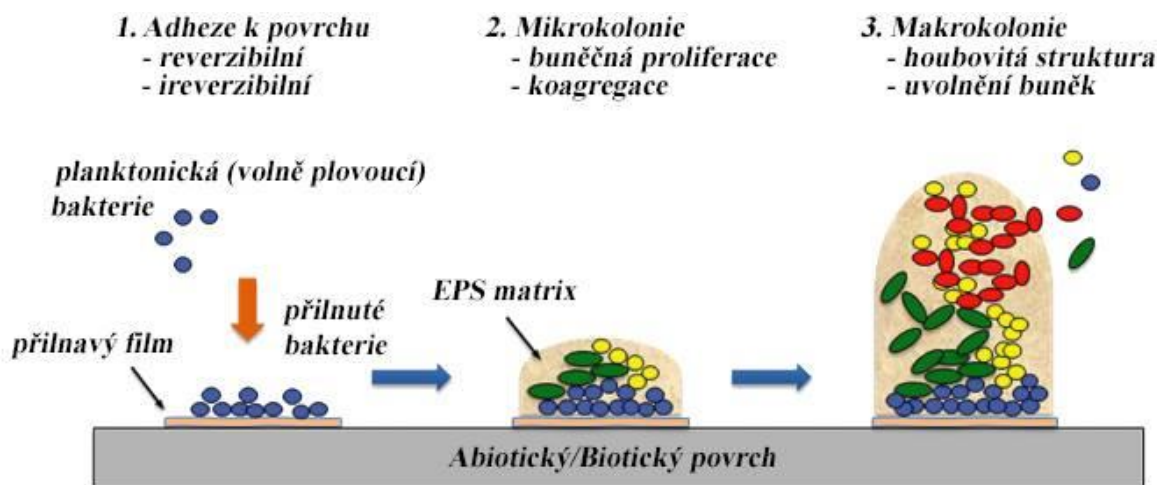 1. Adheze k povrchu
- reverzibilní
- ireverzibilní
2. Mikrokolonie
- buněčná proliferace
- koagregace
3. Makrokolonie
- houbovitá struktura
- uvolnění buněk
planktonická (volně plovoucí)
bakterie
přilnavý film
přilnuté
bakterie
EPS matrix
Abiotický/Biotický povrch